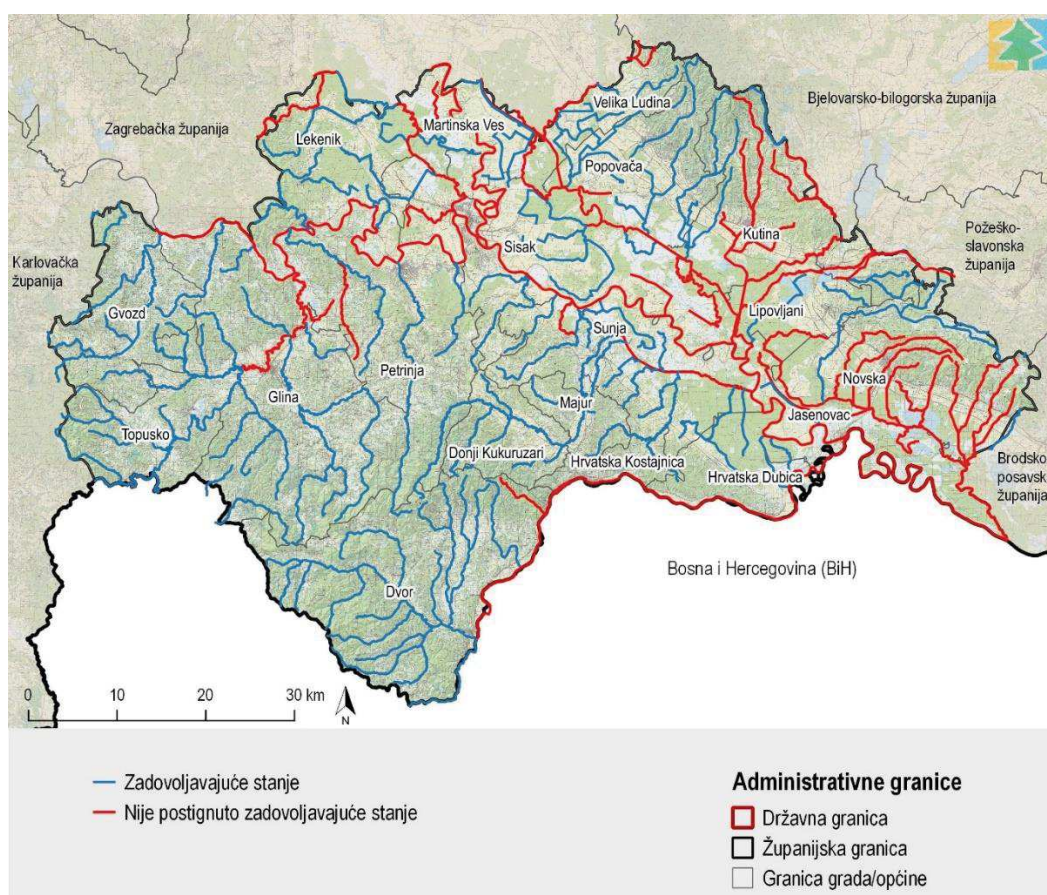 Bjelovarsko-bilogorska županija
Velika Ludina
Zagrebačka županija
Martinska Ves
Lekenik
Popovača
Kutina
Požeško-
slavonska
županija
Sisak
Karlovačka
županija
Gvozd
Lipovljani
Sunja
Petrinja
Novska
Glina
Majur
Jasenovac
Topusko
Donji Kukuruzari
Hrvatska Kostajnica
Hrvatska Dubica
Brodsko-
posavska
županija
Bosna i Hercegovina (BiH)
Dvor
0 10 20 30 km
N
Zadovoljavajuće stanje
Nije postignuto zadovoljavajuće stanje
Administrativne granice
Državna granica
Županijska granica
Granica grada/općine